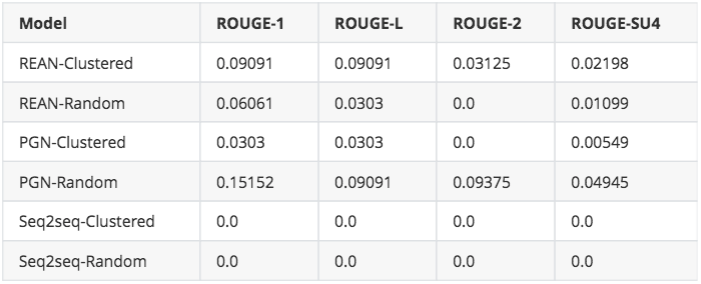 Model ROUGE-1 ROUGE-L ROUGE-2 ROUGE-SU4
REAN-Clustered 0.09091 0.09091 0.03125 0.02198
REAN-Random 0.06061 0.0303 0.0 0.01099
PGN-Clustered 0.0303 0.0303 0.0 0.00549
PGN-Random 0.15152 0.09091 0.09375 0.04945
Seq2seq-Clustered 0.0 0.0 0.0 0.0
Seq2seq-Random 0.0 0.0 0.0 0.0